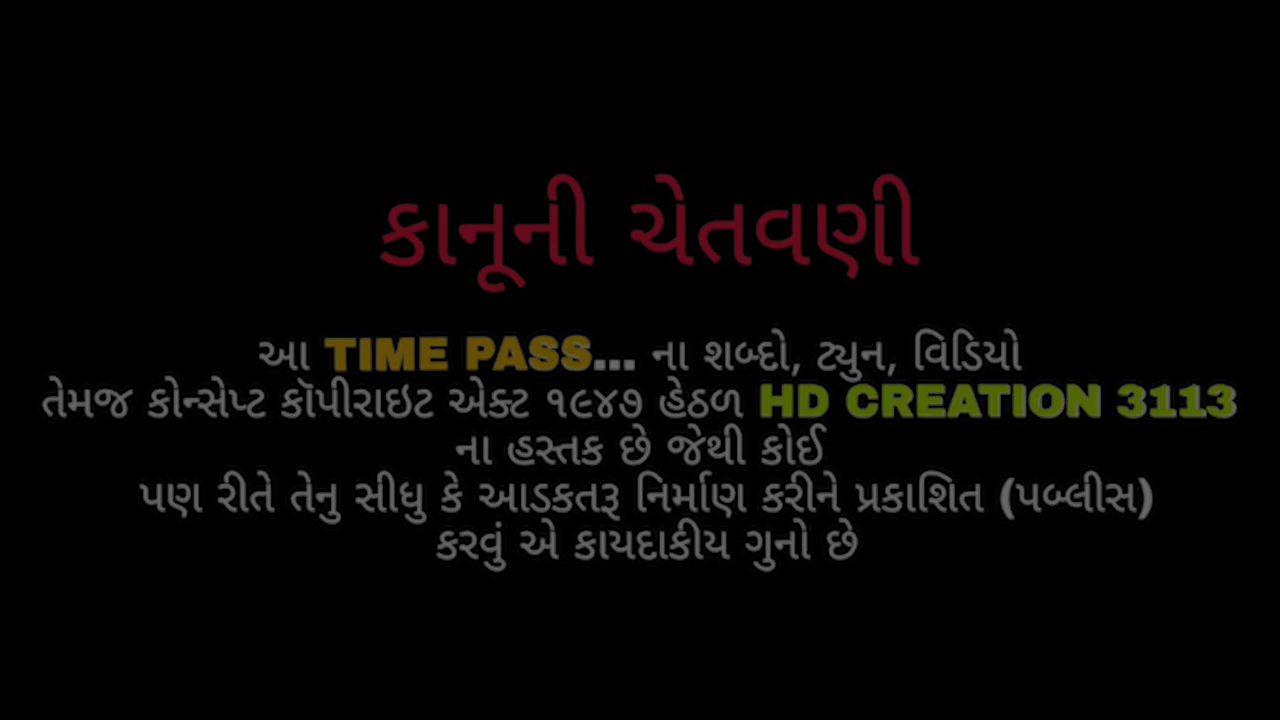 કાનૂની ચેતવણી
આ TIME PASS... ના શબ્દો, ટ્યુન, વિડિયો
તેમજ કોન્સેપ્ટ કૉપીરાઇટ એક્ટ ૧૯૪૭ હેઠળ HD CREATION 3113
ના હસ્તક છે જેથી કોઈ
પણ રીતે તેનુ સીધુ કે આડકતરૂ નિર્માણ કરીને પ્રકાશિત (પબ્લીસ)
કરવું એ કાયદાકીય ગુનો છે